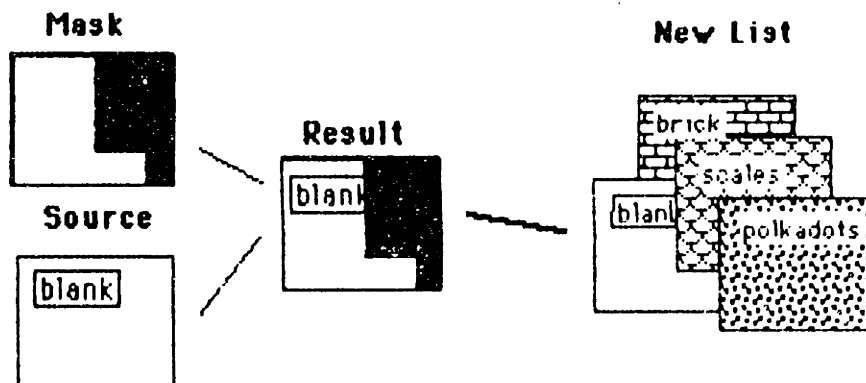 Mask
New List
brick
Result
scales
blank
blank
Source
polkadots
blank